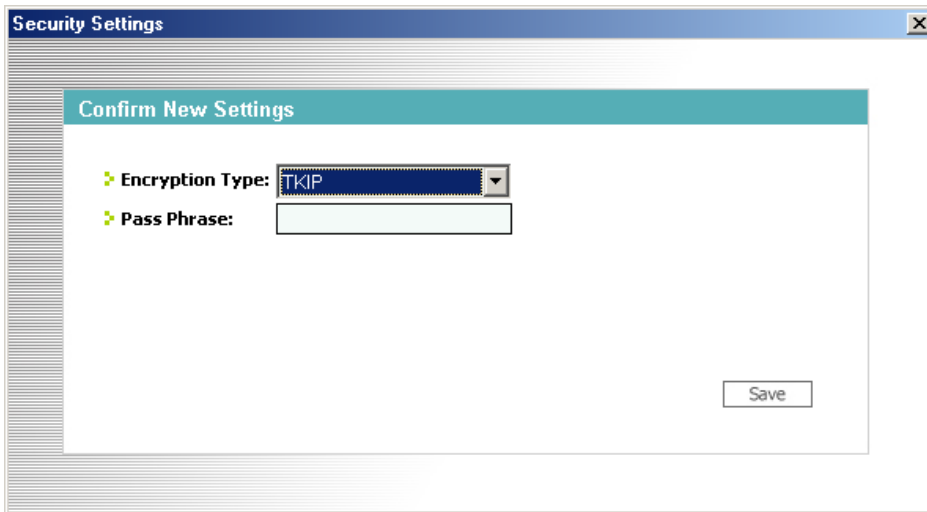 Security Settings
Confirm New Settings
Encryption Type: TKIP
Pass Phrase:
Save